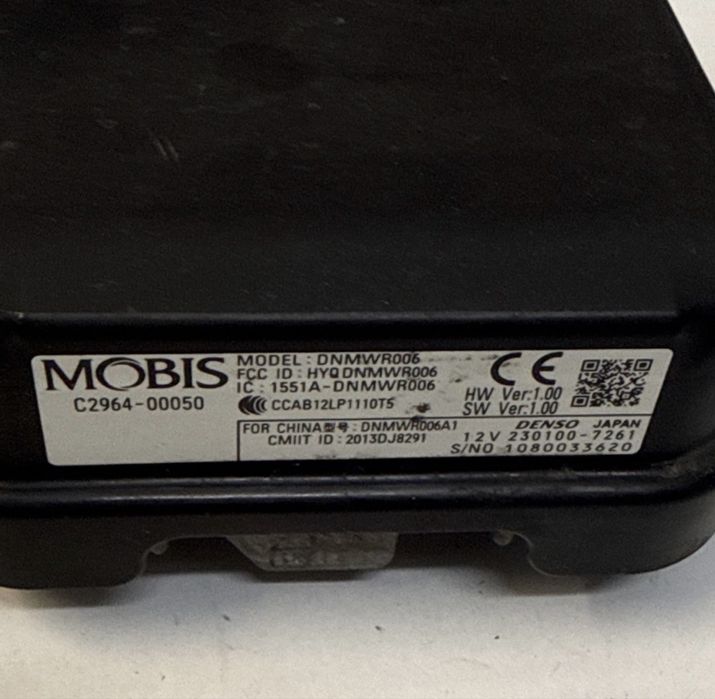 MOBIS
C2964-00050
MODEL : DNMWR006
FCC ID : HYQDNMWR006
IC : 1551A-DNMWR006
CCAB12LP1110T5
CE
HW Ver:1.00
SW Ver:1.00
FOR CHINA型号 : DNMWR006A1
CMIIT ID : 2013DJ8291
DENSO JAPAN
12V 230100-7261
S/NO 1080033620